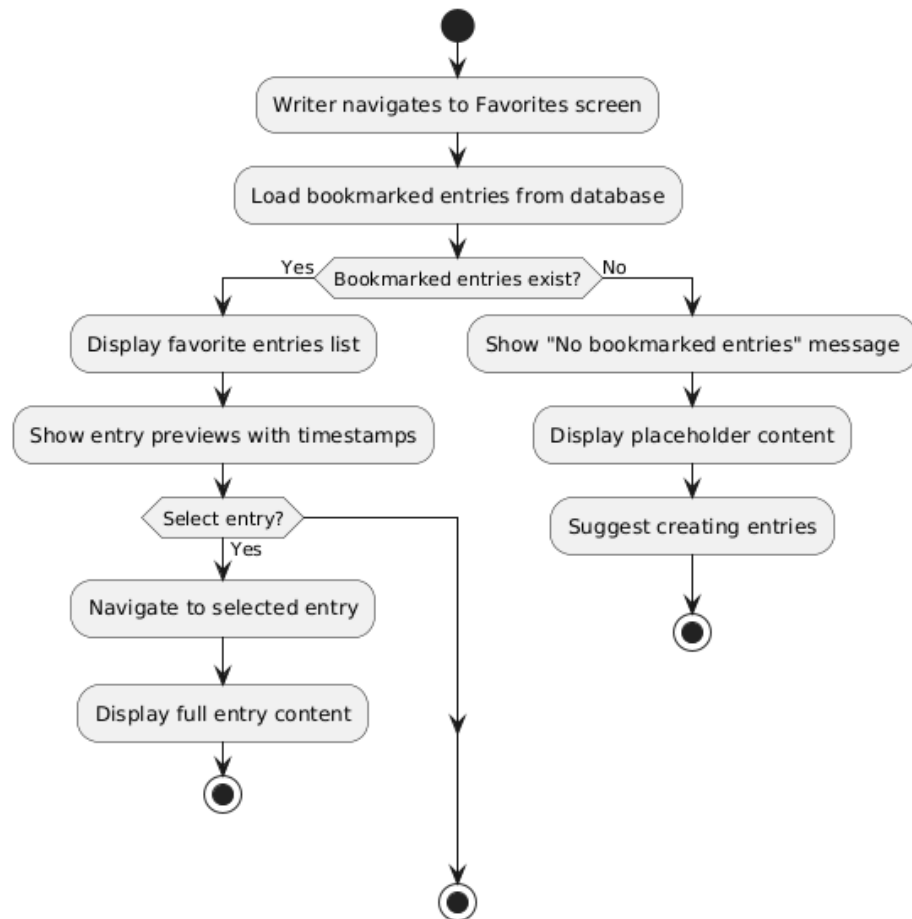 Writer navigates to Favorites screen
Load bookmarked entries from database
Yes
Bookmarked entries exist?
No
Display favorite entries list
Show "No bookmarked entries" message
Show entry previews with timestamps
Display placeholder content
Select entry?
Suggest creating entries
Yes
Navigate to selected entry
Display full entry content